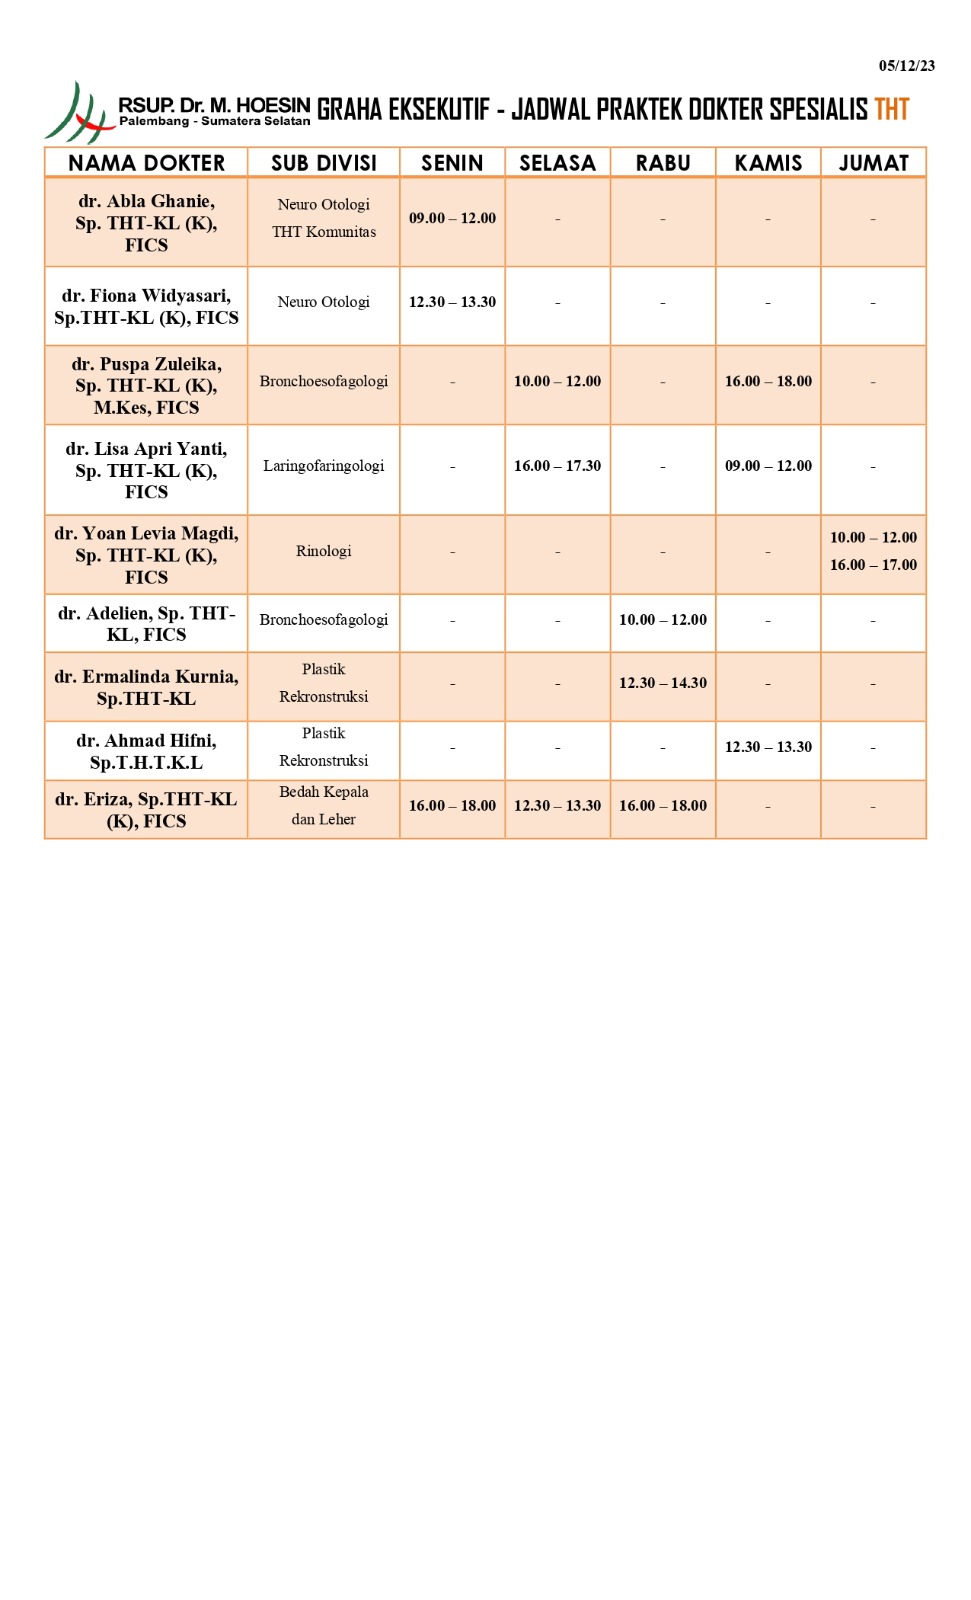 05/12/23
RSUP. Dr. M. HOESIN
Palembang - Sumatera Selatan
GRAHA EKSEKUTIF - JADWAL PRAKTEK DOKTER SPESIALIS THT
NAMA DOKTER SUB DIVISI SENIN SELASA RABU KAMIS JUMAT
dr. Abla Ghanie,
Sp. THT-KL (K),
FICS
Neuro Otologi
THT Komunitas
09.00 – 12.00 - - - -
dr. Fiona Widyasari,
Sp.THT-KL (K), FICS
Neuro Otologi
12.30 – 13.30 - - - -
dr. Puspa Zuleika,
Sp. THT-KL (K),
M.Kes, FICS
Bronchoesofagologi
- 10.00 – 12.00 - 16.00 – 18.00 -
dr. Lisa Apri Yanti,
Sp. THT-KL (K),
FICS
Laringofaringologi
- 16.00 – 17.30 - 09.00 – 12.00 -
dr. Yoan Levia Magdi,
Sp. THT-KL (K),
FICS
Rinologi
- - - -
10.00 – 12.00
16.00 – 17.00
dr. Adelien, Sp. THT-
KL, FICS
Bronchoesofagologi
- - 10.00 – 12.00 - -
dr. Ermalinda Kurnia,
Sp.THT-KL
Plastik
Rekronstruksi
- - 12.30 – 14.30 - -
dr. Ahmad Hifni,
Sp.T.H.T.K.L
Plastik
Rekronstruksi
- - - 12.30 – 13.30 -
dr. Eriza, Sp.THT-KL
(K), FICS
Bedah Kepala
dan Leher
16.00 – 18.00 12.30 – 13.30 16.00 – 18.00 - -